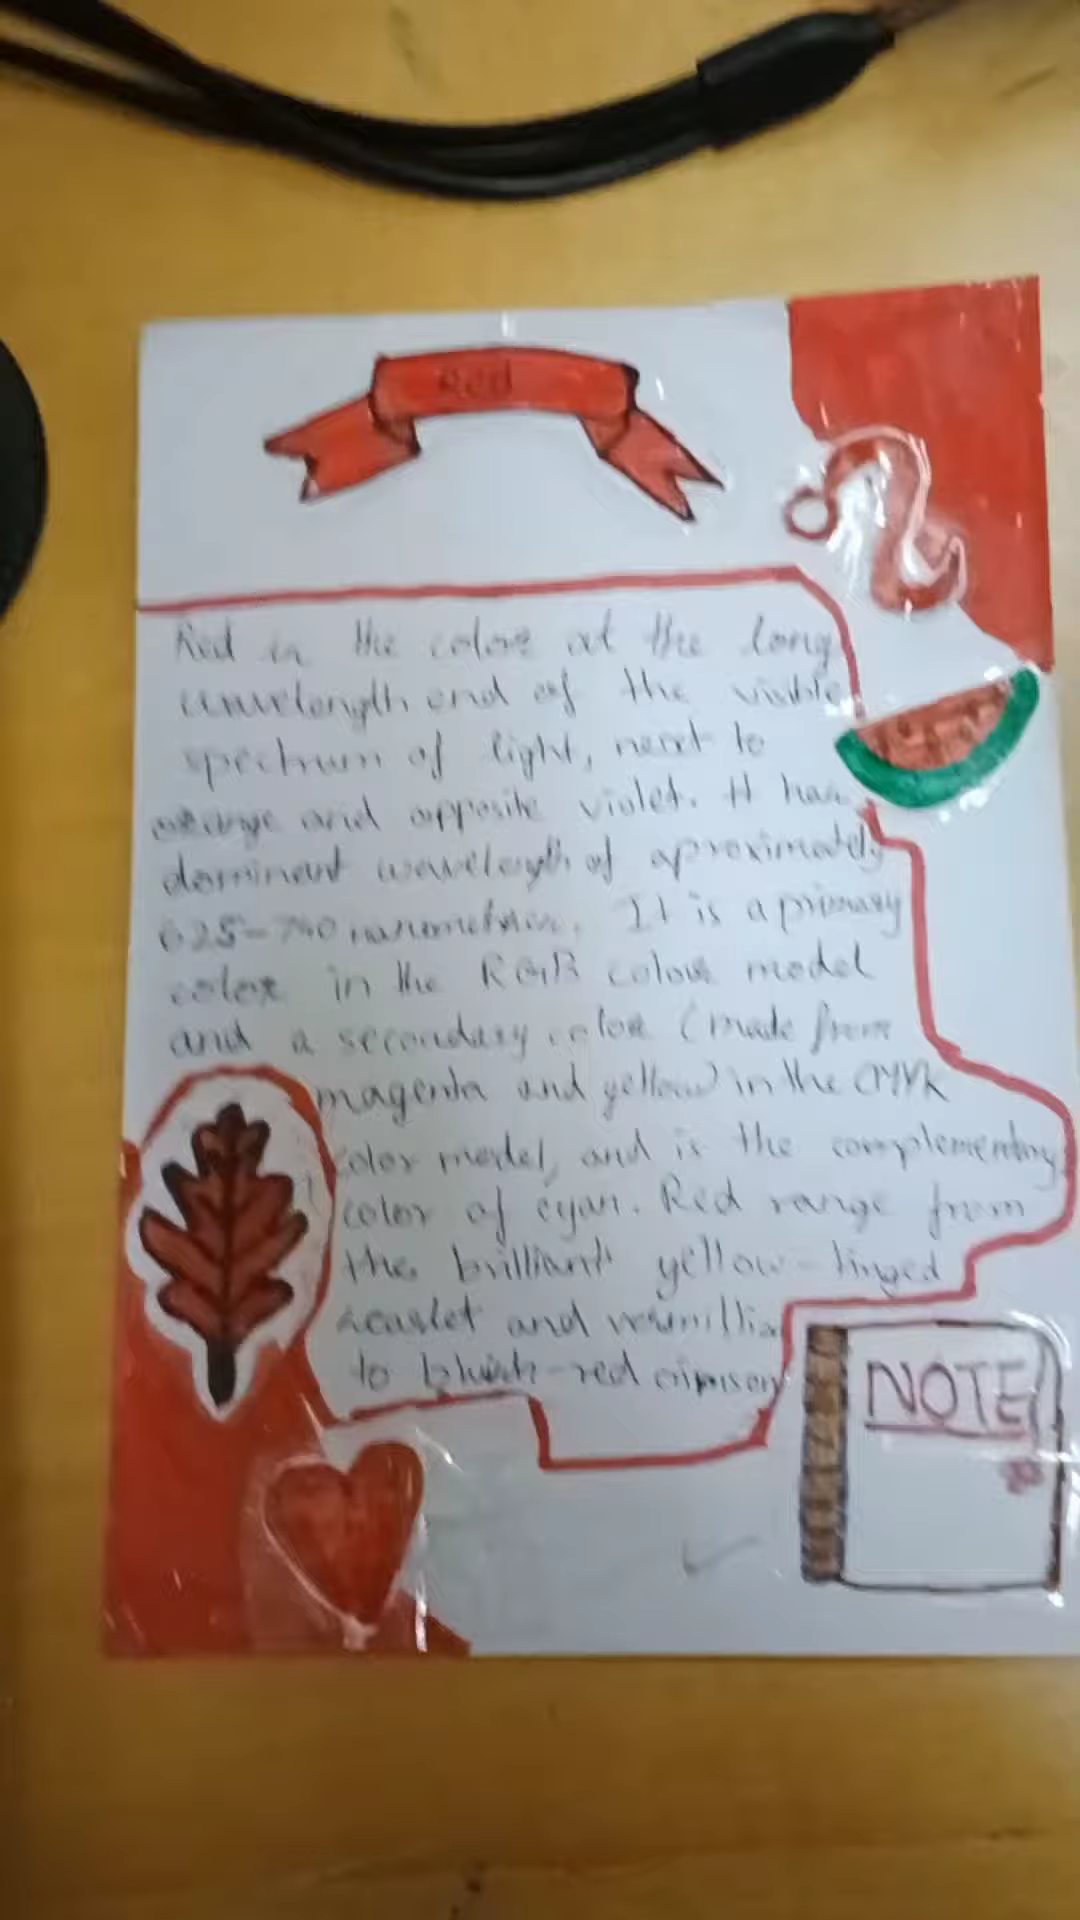 Red
Red is the color at the long
wavelength end of the visible
spectrum of light, next to
orange and opposite violet. It has
dominant wavelength of aproximately
625-740 nanometers. It is a primary
color in the RGB colour model
and a secondary color (made from
magenta and yellow) in the CMYK
color model, and is the complementary
color of cyan. Red range from
the brilliant yellow-tinged
scarlet and vermillia
to bluish-red crimson
NOTE